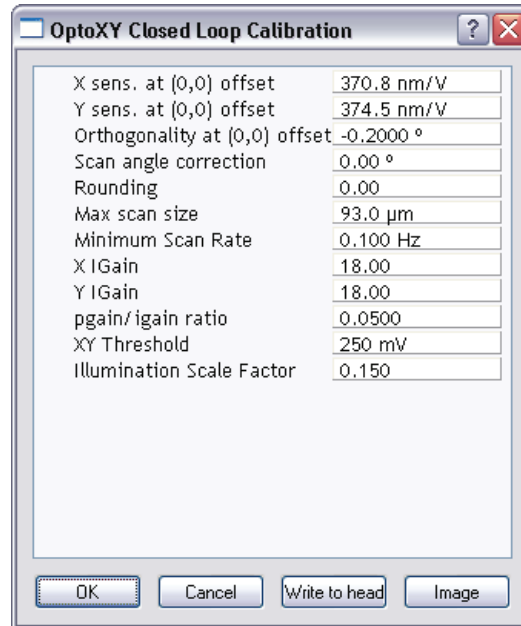 OptoXY Closed Loop Calibration
X sens. at (0,0) offset 370.8 nm/V
Y sens. at (0,0) offset 374.5 nm/V
Orthogonality at (0,0) offset -0.2000 º
Scan angle correction 0.00 º
Rounding 0.00
Max scan size 93.0 µm
Minimum Scan Rate 0.100 Hz
X IGain 18.00
Y IGain 18.00
pgain/igain ratio 0.0500
XY Threshold 250 mV
Illumination Scale Factor 0.150
OK Cancel Write to head Image